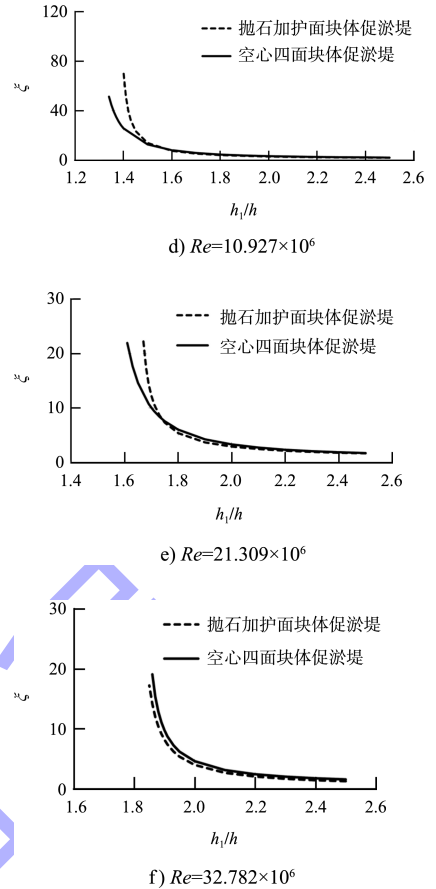 120
80
40
0
ξ
抛石加护面块体促淤堤
空心四面块体促淤堤
1.2 1.4 1.6 1.8 2.0 2.2 2.4 2.6
h₁/h
d) Re=10.927×10⁶
30
20
10
0
ξ
抛石加护面块体促淤堤
空心四面块体促淤堤
1.4 1.6 1.8 2.0 2.2 2.4 2.6
h₁/h
e) Re=21.309×10⁶
30
20
10
0
ξ
抛石加护面块体促淤堤
空心四面块体促淤堤
1.6 1.8 2.0 2.2 2.4 2.6
h₁/h
f) Re=32.782×10⁶